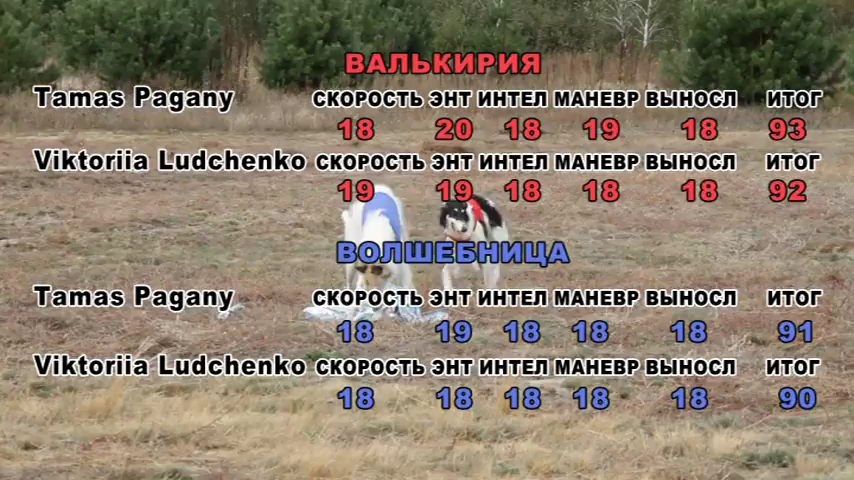 ВАЛЬКИРИЯ
Tamas Pagany СКОРОСТЬ ЭНТ ИНТЕЛ МАНЕВР ВЫНОСЛ ИТОГ
18 20 18 19 18 93
Viktoriia Ludchenko СКОРОСТЬ ЭНТ ИНТЕЛ МАНЕВР ВЫНОСЛ ИТОГ
19 19 18 18 18 92
ВОЛШЕБНИЦА
Tamas Pagany СКОРОСТЬ ЭНТ ИНТЕЛ МАНЕВР ВЫНОСЛ ИТОГ
18 19 18 18 18 91
Viktoriia Ludchenko СКОРОСТЬ ЭНТ ИНТЕЛ МАНЕВР ВЫНОСЛ ИТОГ
18 18 18 18 18 90